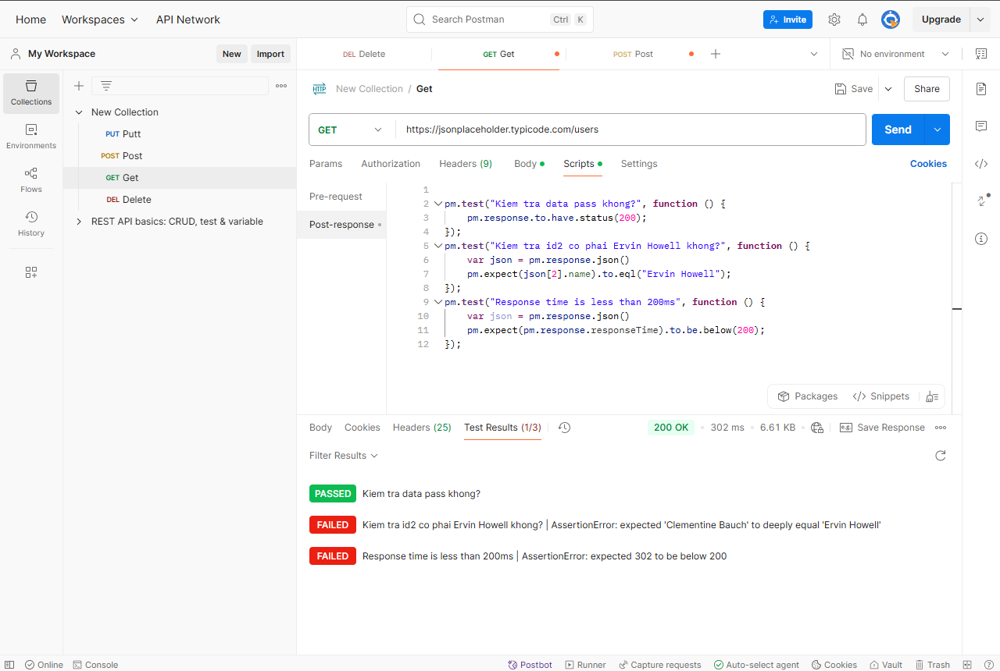 Home Workspaces API Network Search Postman Ctrl K Invite Upgrade
My Workspace New Import DEL Delete GET Get POST Post No environment
Collections
Environments
Flows
History
New Collection
PUT Putt
POST Post
GET Get
DEL Delete
REST API basics: CRUD, test & variable
HTTP New Collection / Get Save Share
GET https://jsonplaceholder.typicode.com/users Send
Params Authorization Headers (9) Body Scripts Settings Cookies
Pre-request
Post-response
1
2 pm.test("Kiem tra data pass khong?", function () {
3 pm.response.to.have.status(200);
4 });
5 pm.test("Kiem tra id2 co phai Ervin Howell khong?", function () {
6 var json = pm.response.json()
7 pm.expect(json[2].name).to.eql("Ervin Howell");
8 });
9 pm.test("Response time is less than 200ms", function () {
10 var json = pm.response.json()
11 pm.expect(pm.response.responseTime).to.be.below(200);
12 });
Packages Snippets
Body Cookies Headers (25) Test Results (1/3) 200 OK 302 ms 6.61 KB e.g. Save Response
Filter Results
PASSED Kiem tra data pass khong?
FAILED Kiem tra id2 co phai Ervin Howell khong? | AssertionError: expected 'Clementine Bauch' to deeply equal 'Ervin Howell'
FAILED Response time is less than 200ms | AssertionError: expected 302 to be below 200
Online Console Postbot Runner Capture requests Auto-select agent Cookies Vault Trash